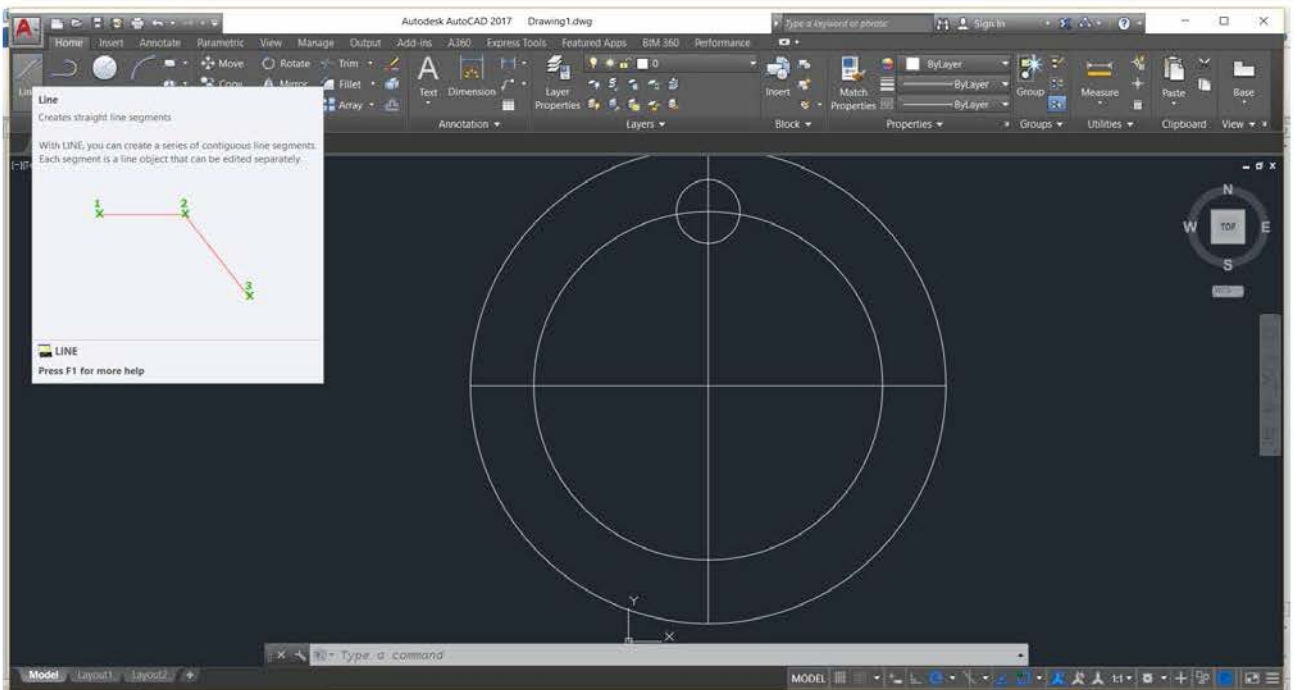 Autodesk AutoCAD 2017 Drawing1.dwg
Type a keyword or phrase
Sign In
Home Insert Annotate Parametric View Manage Output Add-ins A360 Express Tools Featured Apps BIM 360 Performance
Move Rotate Trim
Copy Mirror Fillet
Array
Text
Dimension
Layer
Properties
0
Insert
Match
Properties
ByLayer
ByLayer
ByLayer
Group
Measure
Paste
Base
Annotation
Layers
Block
Properties
Groups
Utilities
Clipboard
View
Line
Creates straight line segments
With LINE, you can create a series of contiguous line segments.
Each segment is a line object that can be edited separately.
1
2
3
LINE
Press F1 for more help
N
W TOP E
S
Y
X
Type a command
Model Layout1 Layout2 +
MODEL
1:1